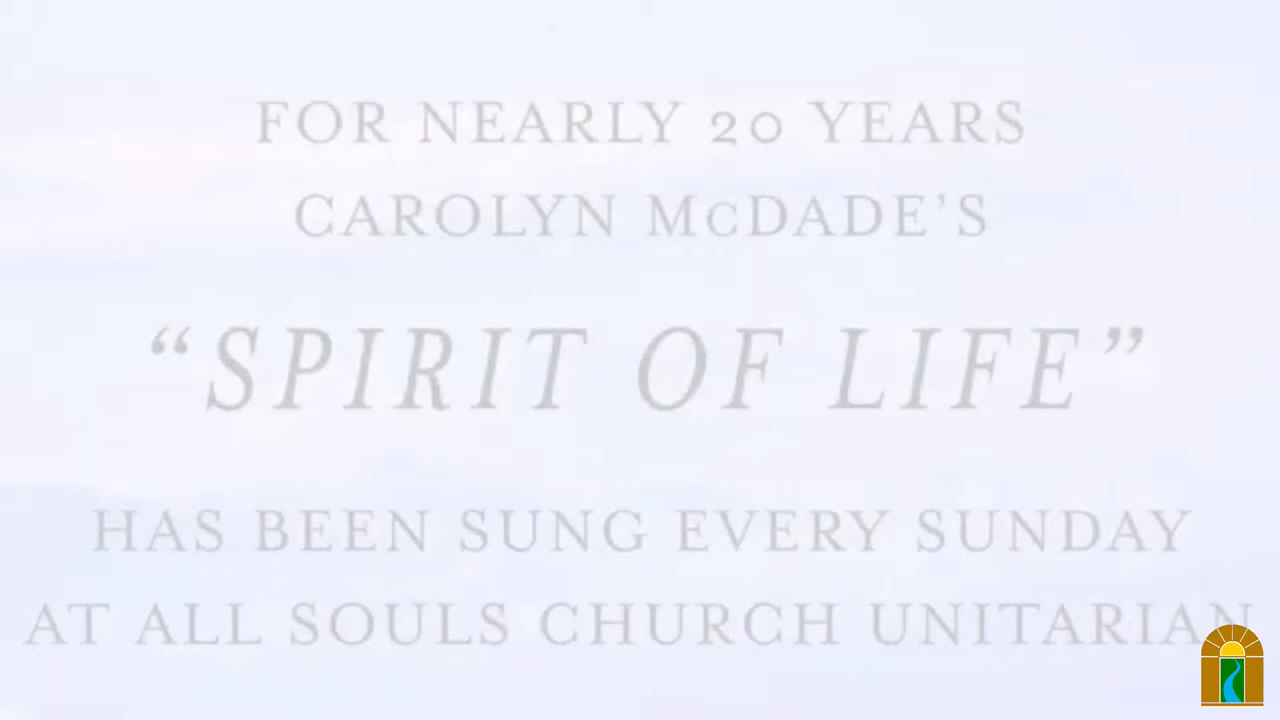 FOR NEARLY 20 YEARS
CAROLYN McDADE’S
“SPIRIT OF LIFE”
HAS BEEN SUNG EVERY SUNDAY
AT ALL SOULS CHURCH UNITARIAN